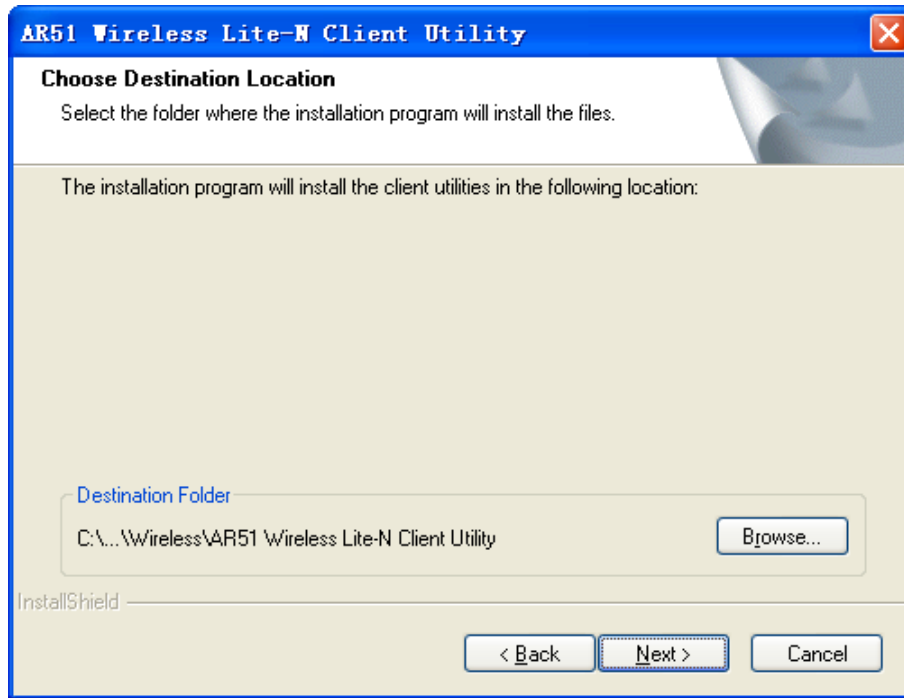 AR51 Wireless Lite-N Client Utility
Choose Destination Location
Select the folder where the installation program will install the files.
The installation program will install the client utilities in the following location:
Destination Folder
C:\...\Wireless\AR51 Wireless Lite-N Client Utility
Browse...
InstallShield
< Back
Next >
Cancel